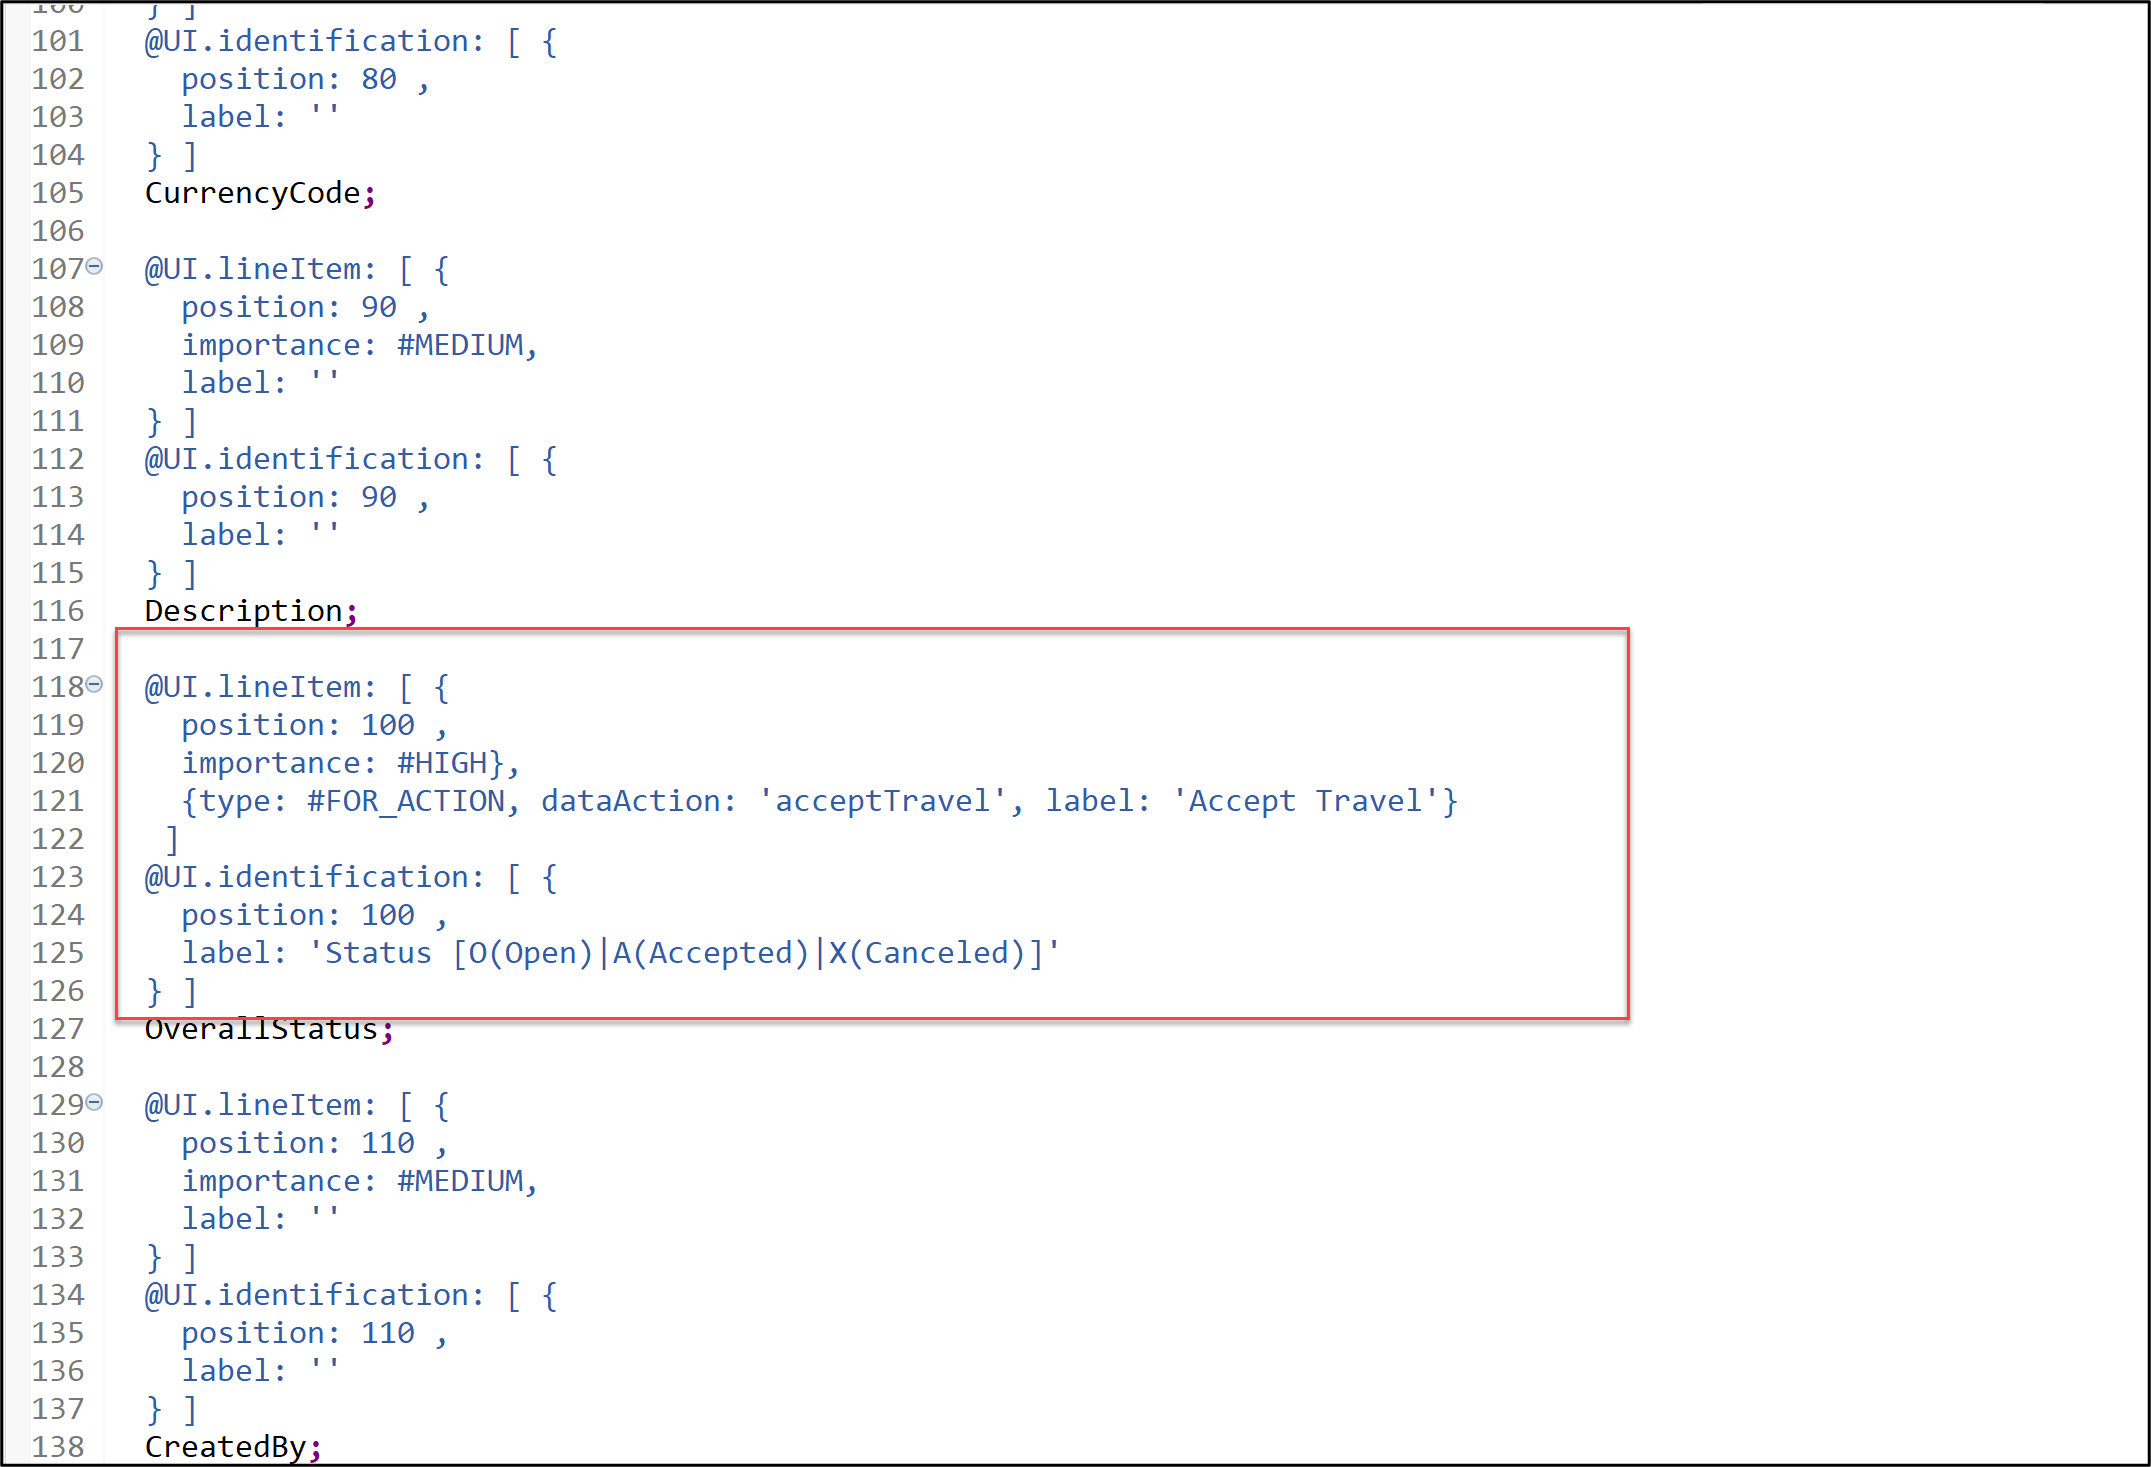 100 } ]
101 @UI.identification: [ {
102 position: 80 ,
103 label: ''
104 } ]
105 CurrencyCode;
106
107 @UI.lineItem: [ {
108 position: 90 ,
109 importance: #MEDIUM,
110 label: ''
111 } ]
112 @UI.identification: [ {
113 position: 90 ,
114 label: ''
115 } ]
116 Description;
117
118 @UI.lineItem: [ {
119 position: 100 ,
120 importance: #HIGH},
121 {type: #FOR_ACTION, dataAction: 'acceptTravel', label: 'Accept Travel'}
122 ]
123 @UI.identification: [ {
124 position: 100 ,
125 label: 'Status [O(Open)|A(Accepted)|X(Canceled)]'
126 } ]
127 OverallStatus;
128
129 @UI.lineItem: [ {
130 position: 110 ,
131 importance: #MEDIUM,
132 label: ''
133 } ]
134 @UI.identification: [ {
135 position: 110 ,
136 label: ''
137 } ]
138 CreatedBy;